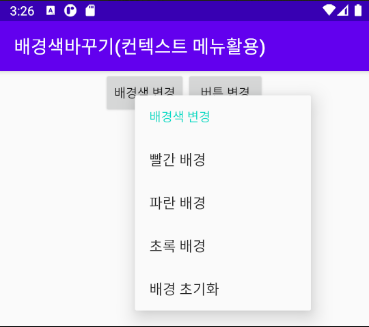 3:26
배경색바꾸기(컨텍스트 메뉴활용)
배경색 변경 버튼 변경
배경색 변경
빨간 배경
파란 배경
초록 배경
배경 초기화